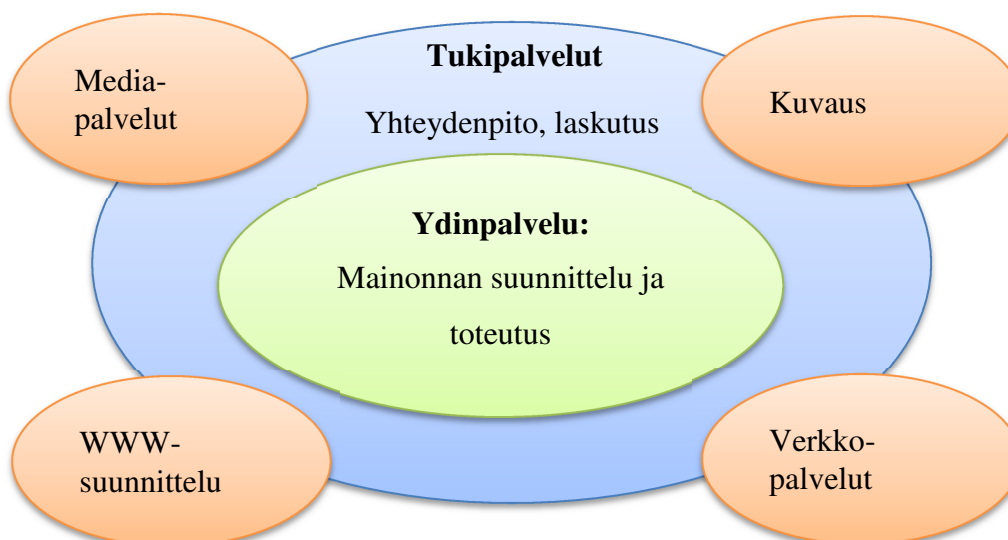 Tukipalvelut
Yhteydenpito, laskutus
Media-
palvelut
Kuvaus
Ydinpalvelu:
Mainonnan suunnittelu ja
toteutus
WWW-
suunnittelu
Verkko-
palvelut